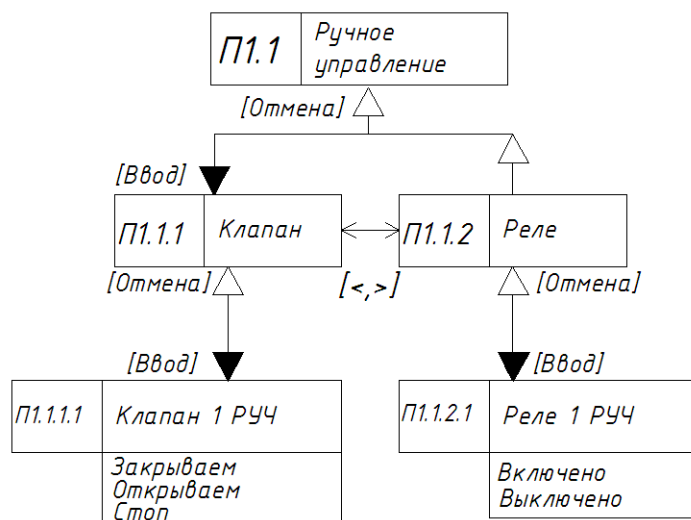 П1.1
Ручное
управление
[Отмена]
[Ввод]
П1.1.1
Клапан
П1.1.2
Реле
[Отмена]
[<,>]
[Отмена]
[Ввод]
[Ввод]
П1.1.1.1
Клапан 1 РУЧ
П1.1.2.1
Реле 1 РУЧ
Закрываем
Открываем
Стоп
Включено
Выключено